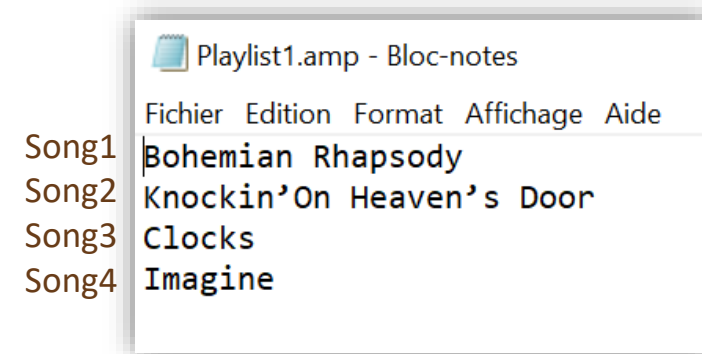 Playlist1.amp - Bloc-notes
Fichier Edition Format Affichage Aide
Song1 Bohemian Rhapsody
Song2 Knockin’On Heaven’s Door
Song3 Clocks
Song4 Imagine